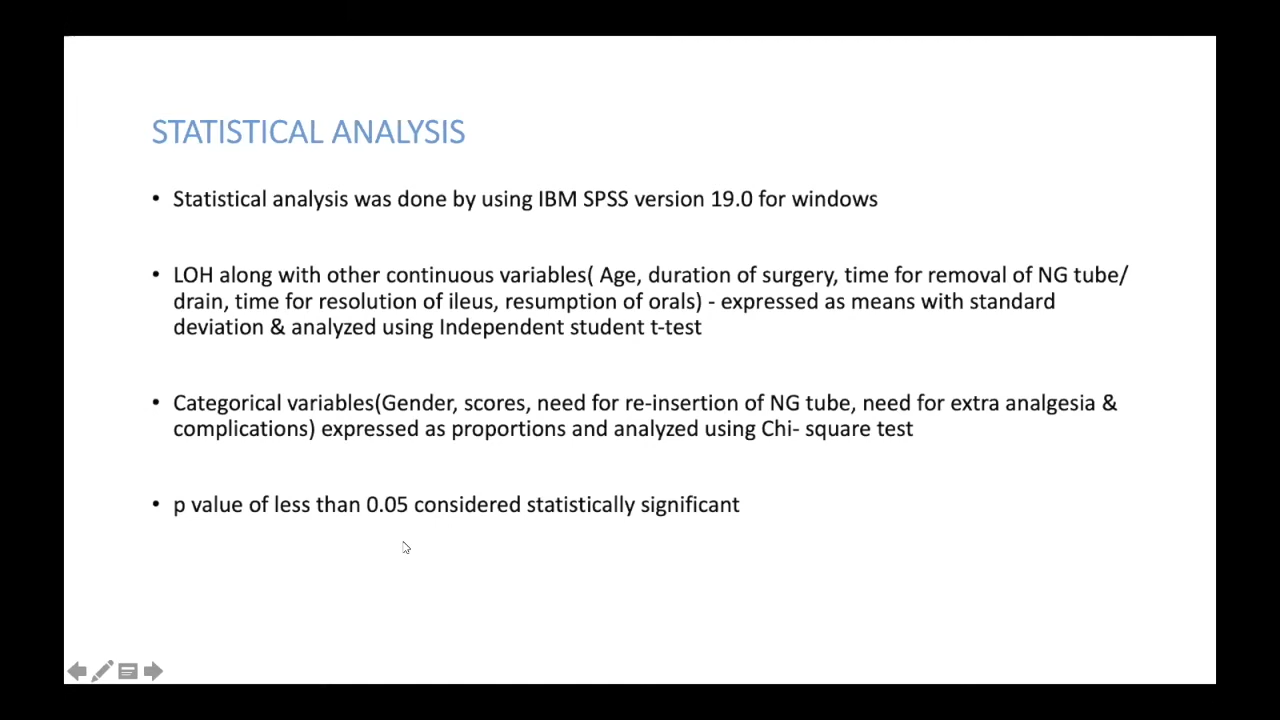 STATISTICAL ANALYSIS
• Statistical analysis was done by using IBM SPSS version 19.0 for windows
• LOH along with other continuous variables( Age, duration of surgery, time for removal of NG tube/
drain, time for resolution of ileus, resumption of orals) - expressed as means with standard
deviation & analyzed using Independent student t-test
• Categorical variables(Gender, scores, need for re-insertion of NG tube, need for extra analgesia &
complications) expressed as proportions and analyzed using Chi- square test
• p value of less than 0.05 considered statistically significant